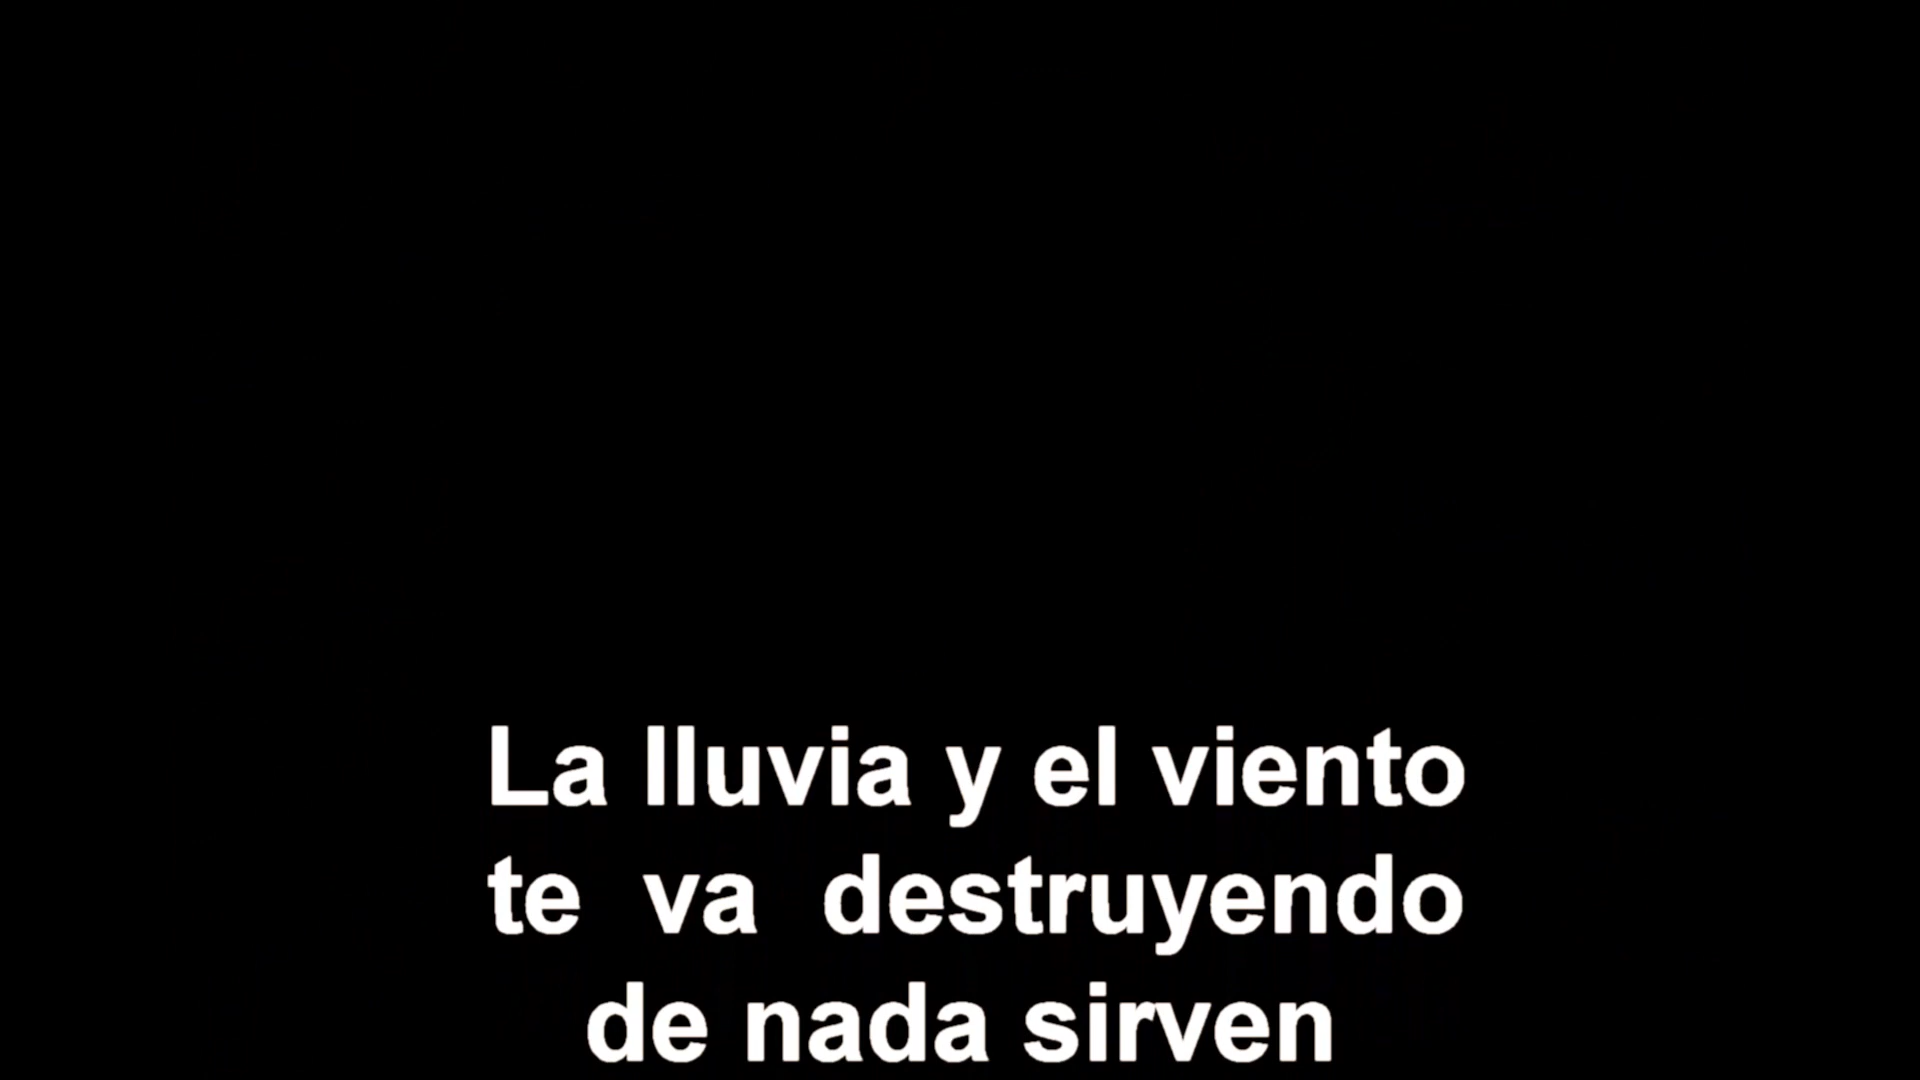 La lluvia y el viento
te va destruyendo
de nada sirven